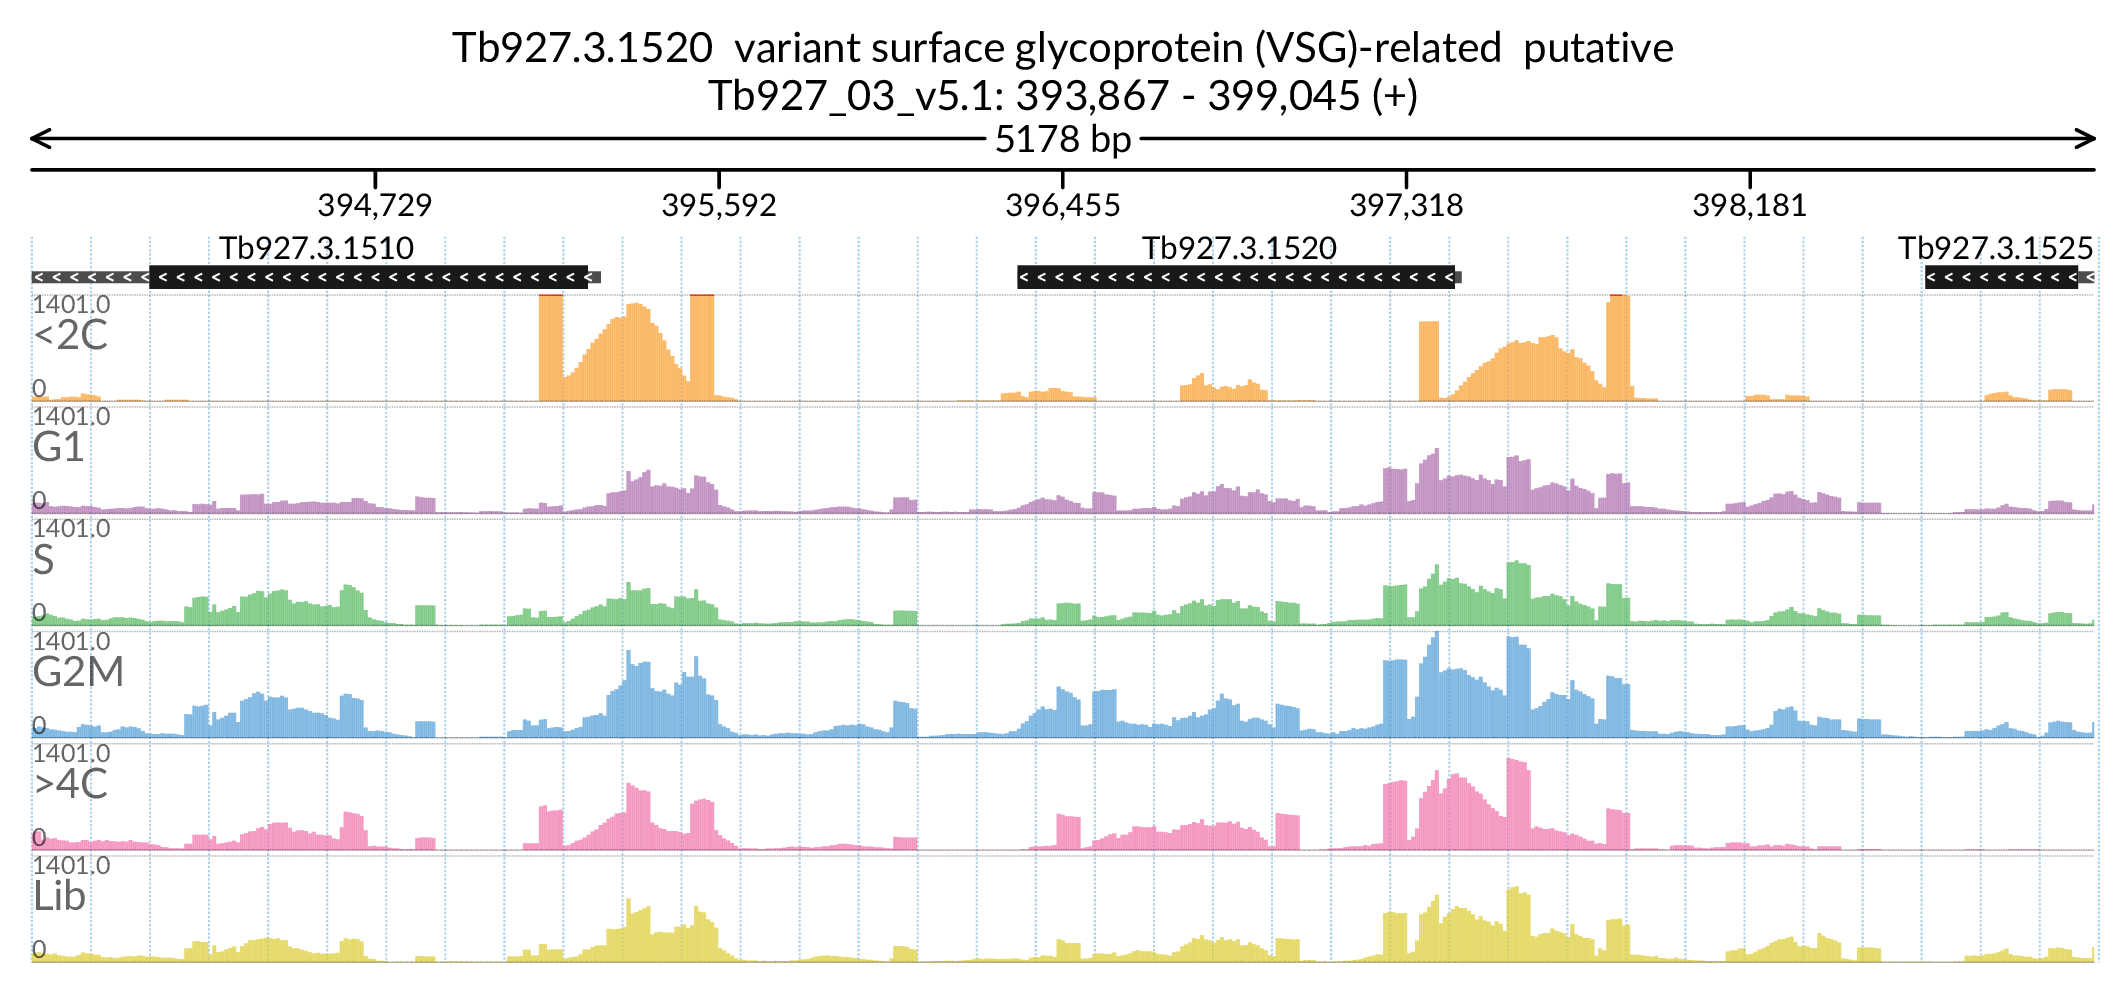 Tb927.3.1520 variant surface glycoprotein (VSG)-related putative
Tb927_03_v5.1: 393,867 - 399,045 (+)
5178 bp
394,729 395,592 396,455 397,318 398,181
Tb927.3.1510 Tb927.3.1520 Tb927.3.1525
1401.0
<2C
0
1401.0
G1
0
1401.0
S
0
1401.0
G2M
0
1401.0
>4C
0
1401.0
Lib
0